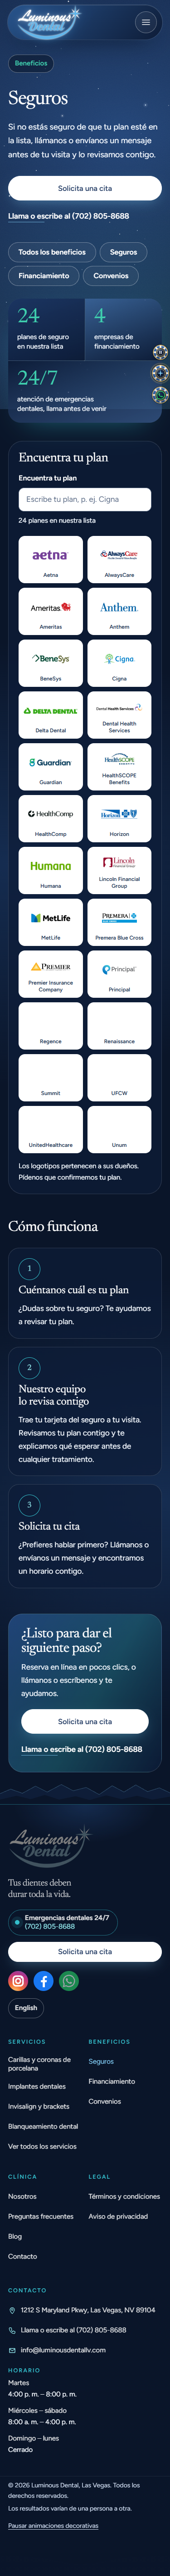 Luminous
Dental
Beneficios
Seguros
Si no estás seguro de que tu plan esté en
la lista, llámanos o envíanos un mensaje
antes de tu visita y lo revisamos contigo.
Solicita una cita
Llama o escribe al (702) 805-8688
Todos los beneficios
Seguros
Financiamiento
Convenios
24
planes de seguro
en nuestra lista
4
empresas de
financiamiento
24/7
atención de emergencias
dentales, llama antes de venir
Encuentra tu plan
Encuentra tu plan
Escribe tu plan, p. ej. Cigna
24 planes en nuestra lista
aetna
Aetna
AlwaysCare
AlwaysCare
Ameritas
Ameritas
Anthem
Anthem
BeneSys
BeneSys
Cigna
Cigna
DELTA DENTAL
Delta Dental
Dental Health Services
Dental Health
Services
Guardian
Guardian
HealthSCOPE
BENEFITS
HealthSCOPE
Benefits
HealthComp
HealthComp
Horizon
Horizon
Humana
Humana
Lincoln
FINANCIAL
Lincoln Financial
Group
MetLife
MetLife
PREMERA
BLUE CROSS
Premera Blue Cross
PREMIER
Premier Insurance
Company
Principal
Principal
Regence
Renaissance
Summit
UFCW
UnitedHealthcare
Unum
Los logotipos pertenecen a sus dueños.
Pídenos que confirmemos tu plan.
Cómo funciona
1
Cuéntanos cuál es tu plan
¿Dudas sobre tu seguro? Te ayudamos
a revisar tu plan.
2
Nuestro equipo
lo revisa contigo
Trae tu tarjeta del seguro a tu visita.
Revisamos tu plan contigo y te
explicamos qué esperar antes de
cualquier tratamiento.
3
Solicita tu cita
¿Prefieres hablar primero? Llámanos o
envíanos un mensaje y encontramos
un horario contigo.
¿Listo para dar el
siguiente paso?
Reserva en línea en pocos clics, o
llámanos o escríbenos y te
ayudamos.
Solicita una cita
Llama o escribe al (702) 805-8688
Luminous
Dental
Tus dientes deben
durar toda la vida.
Emergencias dentales 24/7
(702) 805-8688
Solicita una cita
English
SERVICIOS
Carillas y coronas de
porcelana
Implantes dentales
Invisalign y brackets
Blanqueamiento dental
Ver todos los servicios
BENEFICIOS
Seguros
Financiamiento
Convenios
CLÍNICA
Nosotros
Preguntas frecuentes
Blog
Contacto
LEGAL
Términos y condiciones
Aviso de privacidad
CONTACTO
1212 S Maryland Pkwy, Las Vegas, NV 89104
Llama o escribe al (702) 805-8688
info@luminousdentallv.com
HORARIO
Martes
4:00 p. m. – 8:00 p. m.
Miércoles – sábado
8:00 a. m. – 4:00 p. m.
Domingo – lunes
Cerrado
© 2026 Luminous Dental, Las Vegas. Todos los
derechos reservados.
Los resultados varían de una persona a otra.
Pausar animaciones decorativas